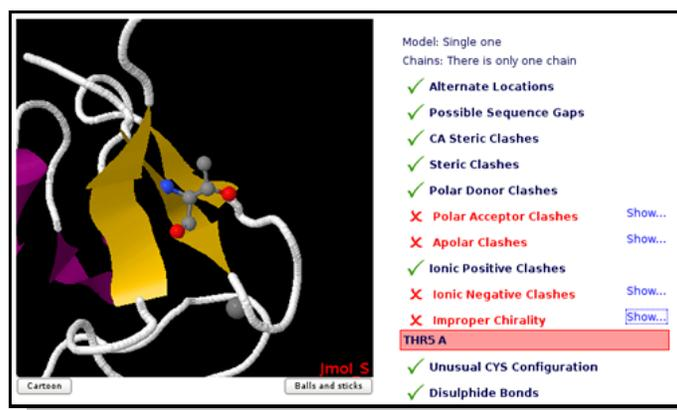 Model: Single one
Chains: There is only one chain
Alternate Locations
Possible Sequence Gaps
CA Steric Clashes
Steric Clashes
Polar Donor Clashes
Polar Acceptor Clashes Show...
Apolar Clashes Show...
Ionic Positive Clashes
Ionic Negative Clashes Show...
Improper Chirality Show...
THR5 A
Unusual CYS Configuration
Disulphide Bonds
Jmol_S
Cartoon
Balls and sticks